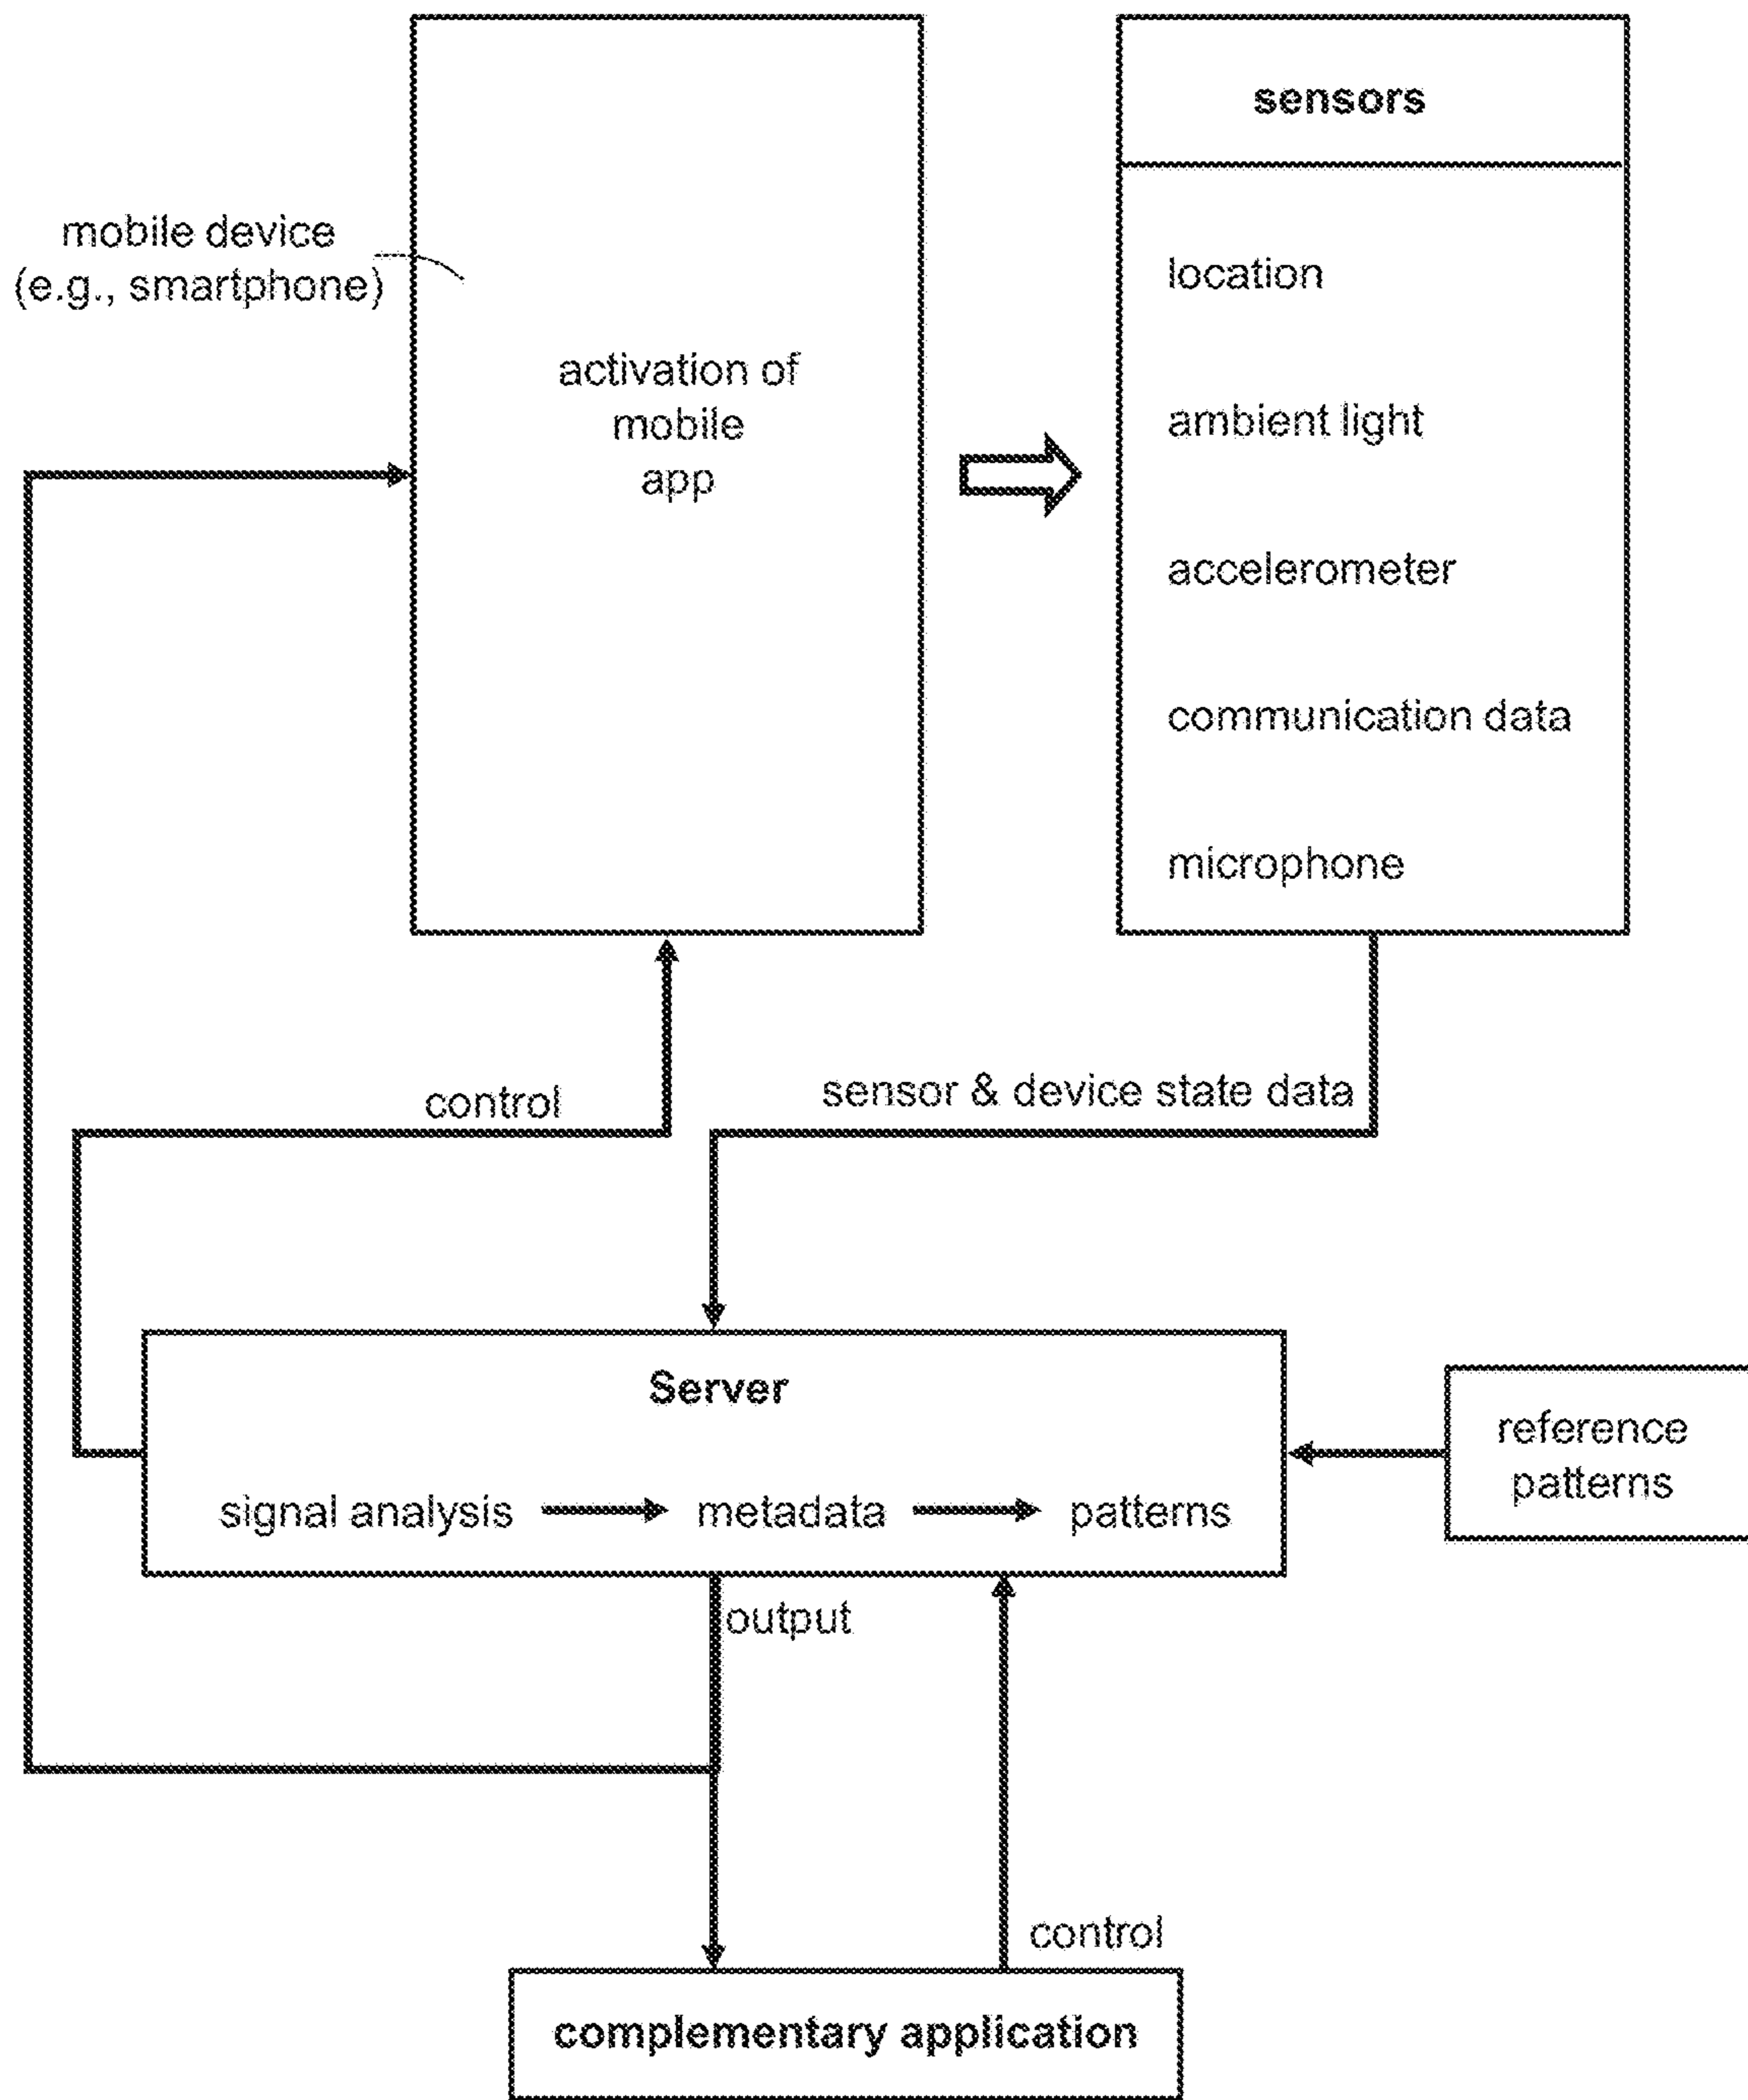 sensors
mobile device
(e.g., smartphone)
activation of
mobile
app
location
ambient light
accelerometer
communication data
microphone
control
sensor & device state data
Server
signal analysis
metadata
patterns
reference
patterns
output
control
complementary application